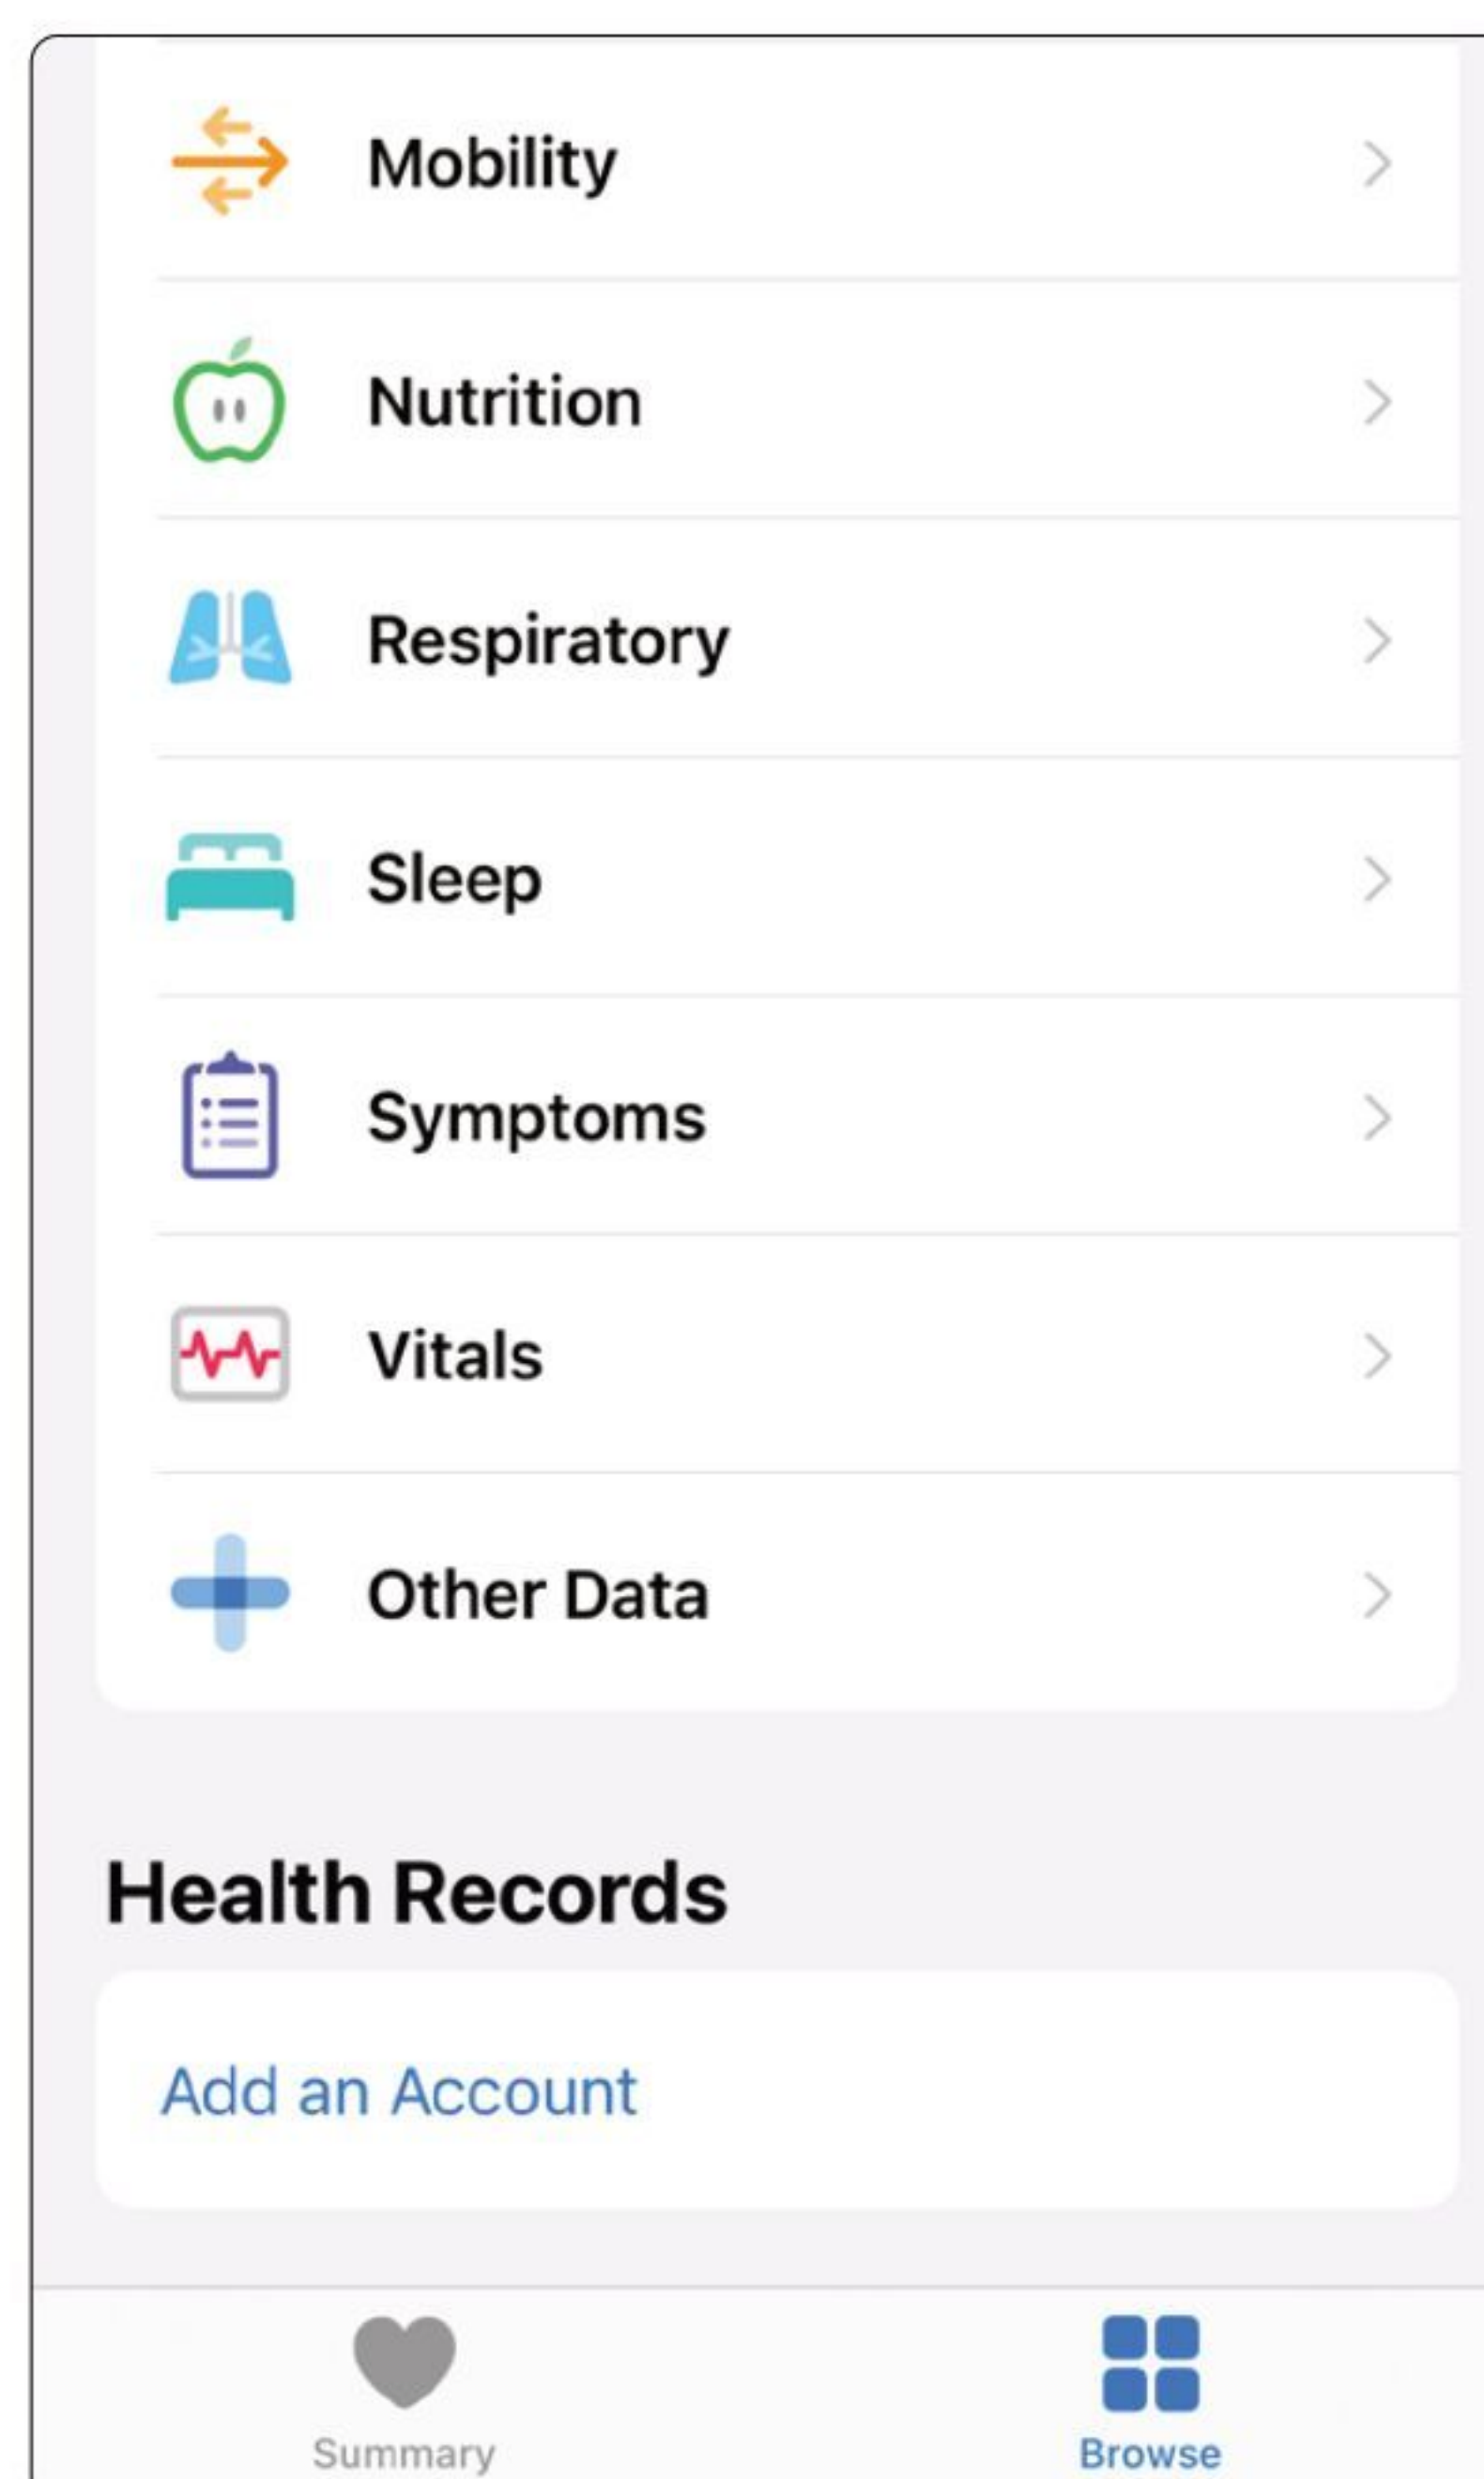 Mobility
Nutrition
Respiratory
Sleep
Symptoms
Vitals
Other Data
Health Records
Add an Account
Summary
Browse